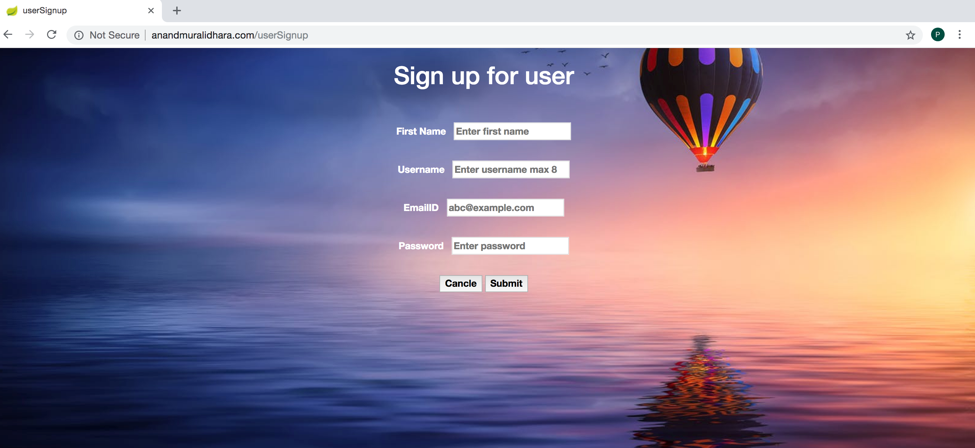 userSignup
Not Secure anandmuralidhara.com/userSignup
P
Sign up for user
First Name Enter first name
Username Enter username max 8
EmailID abc@example.com
Password Enter password
Cancle Submit